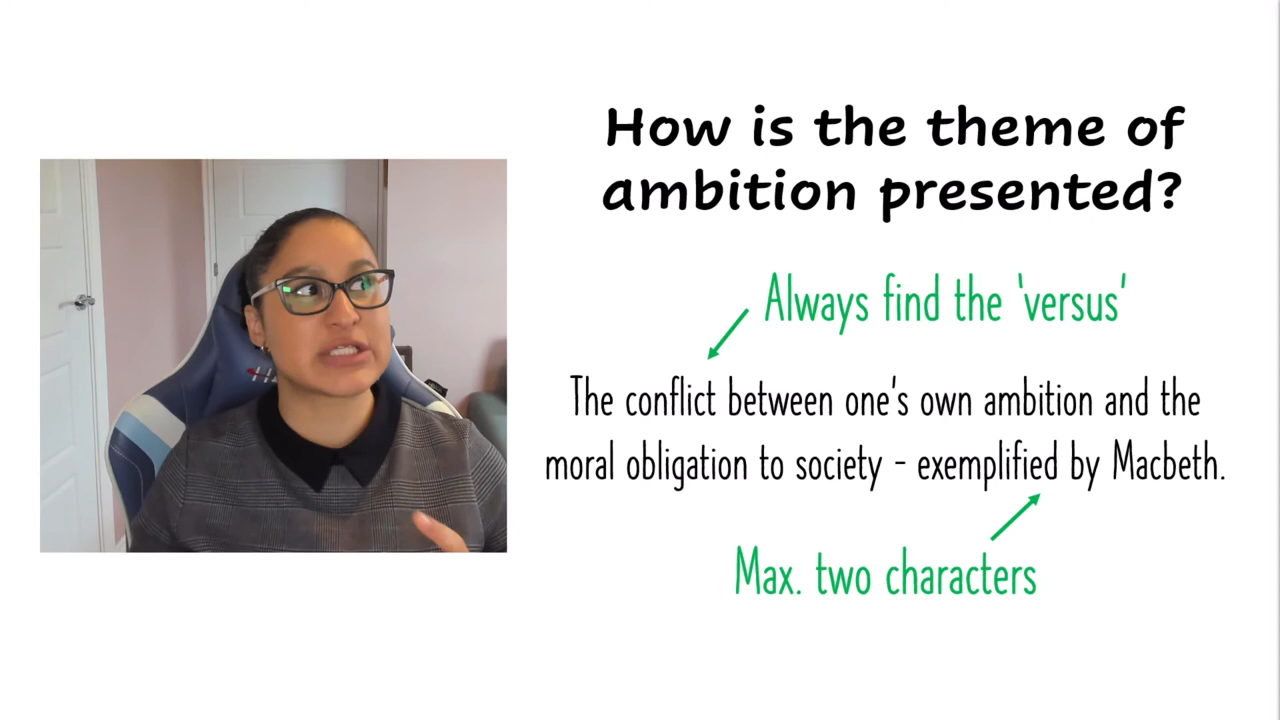 How is the theme of
ambition presented?
Always find the 'versus'
The conflict between one's own ambition and the
moral obligation to society - exemplified by Macbeth.
Max. two characters